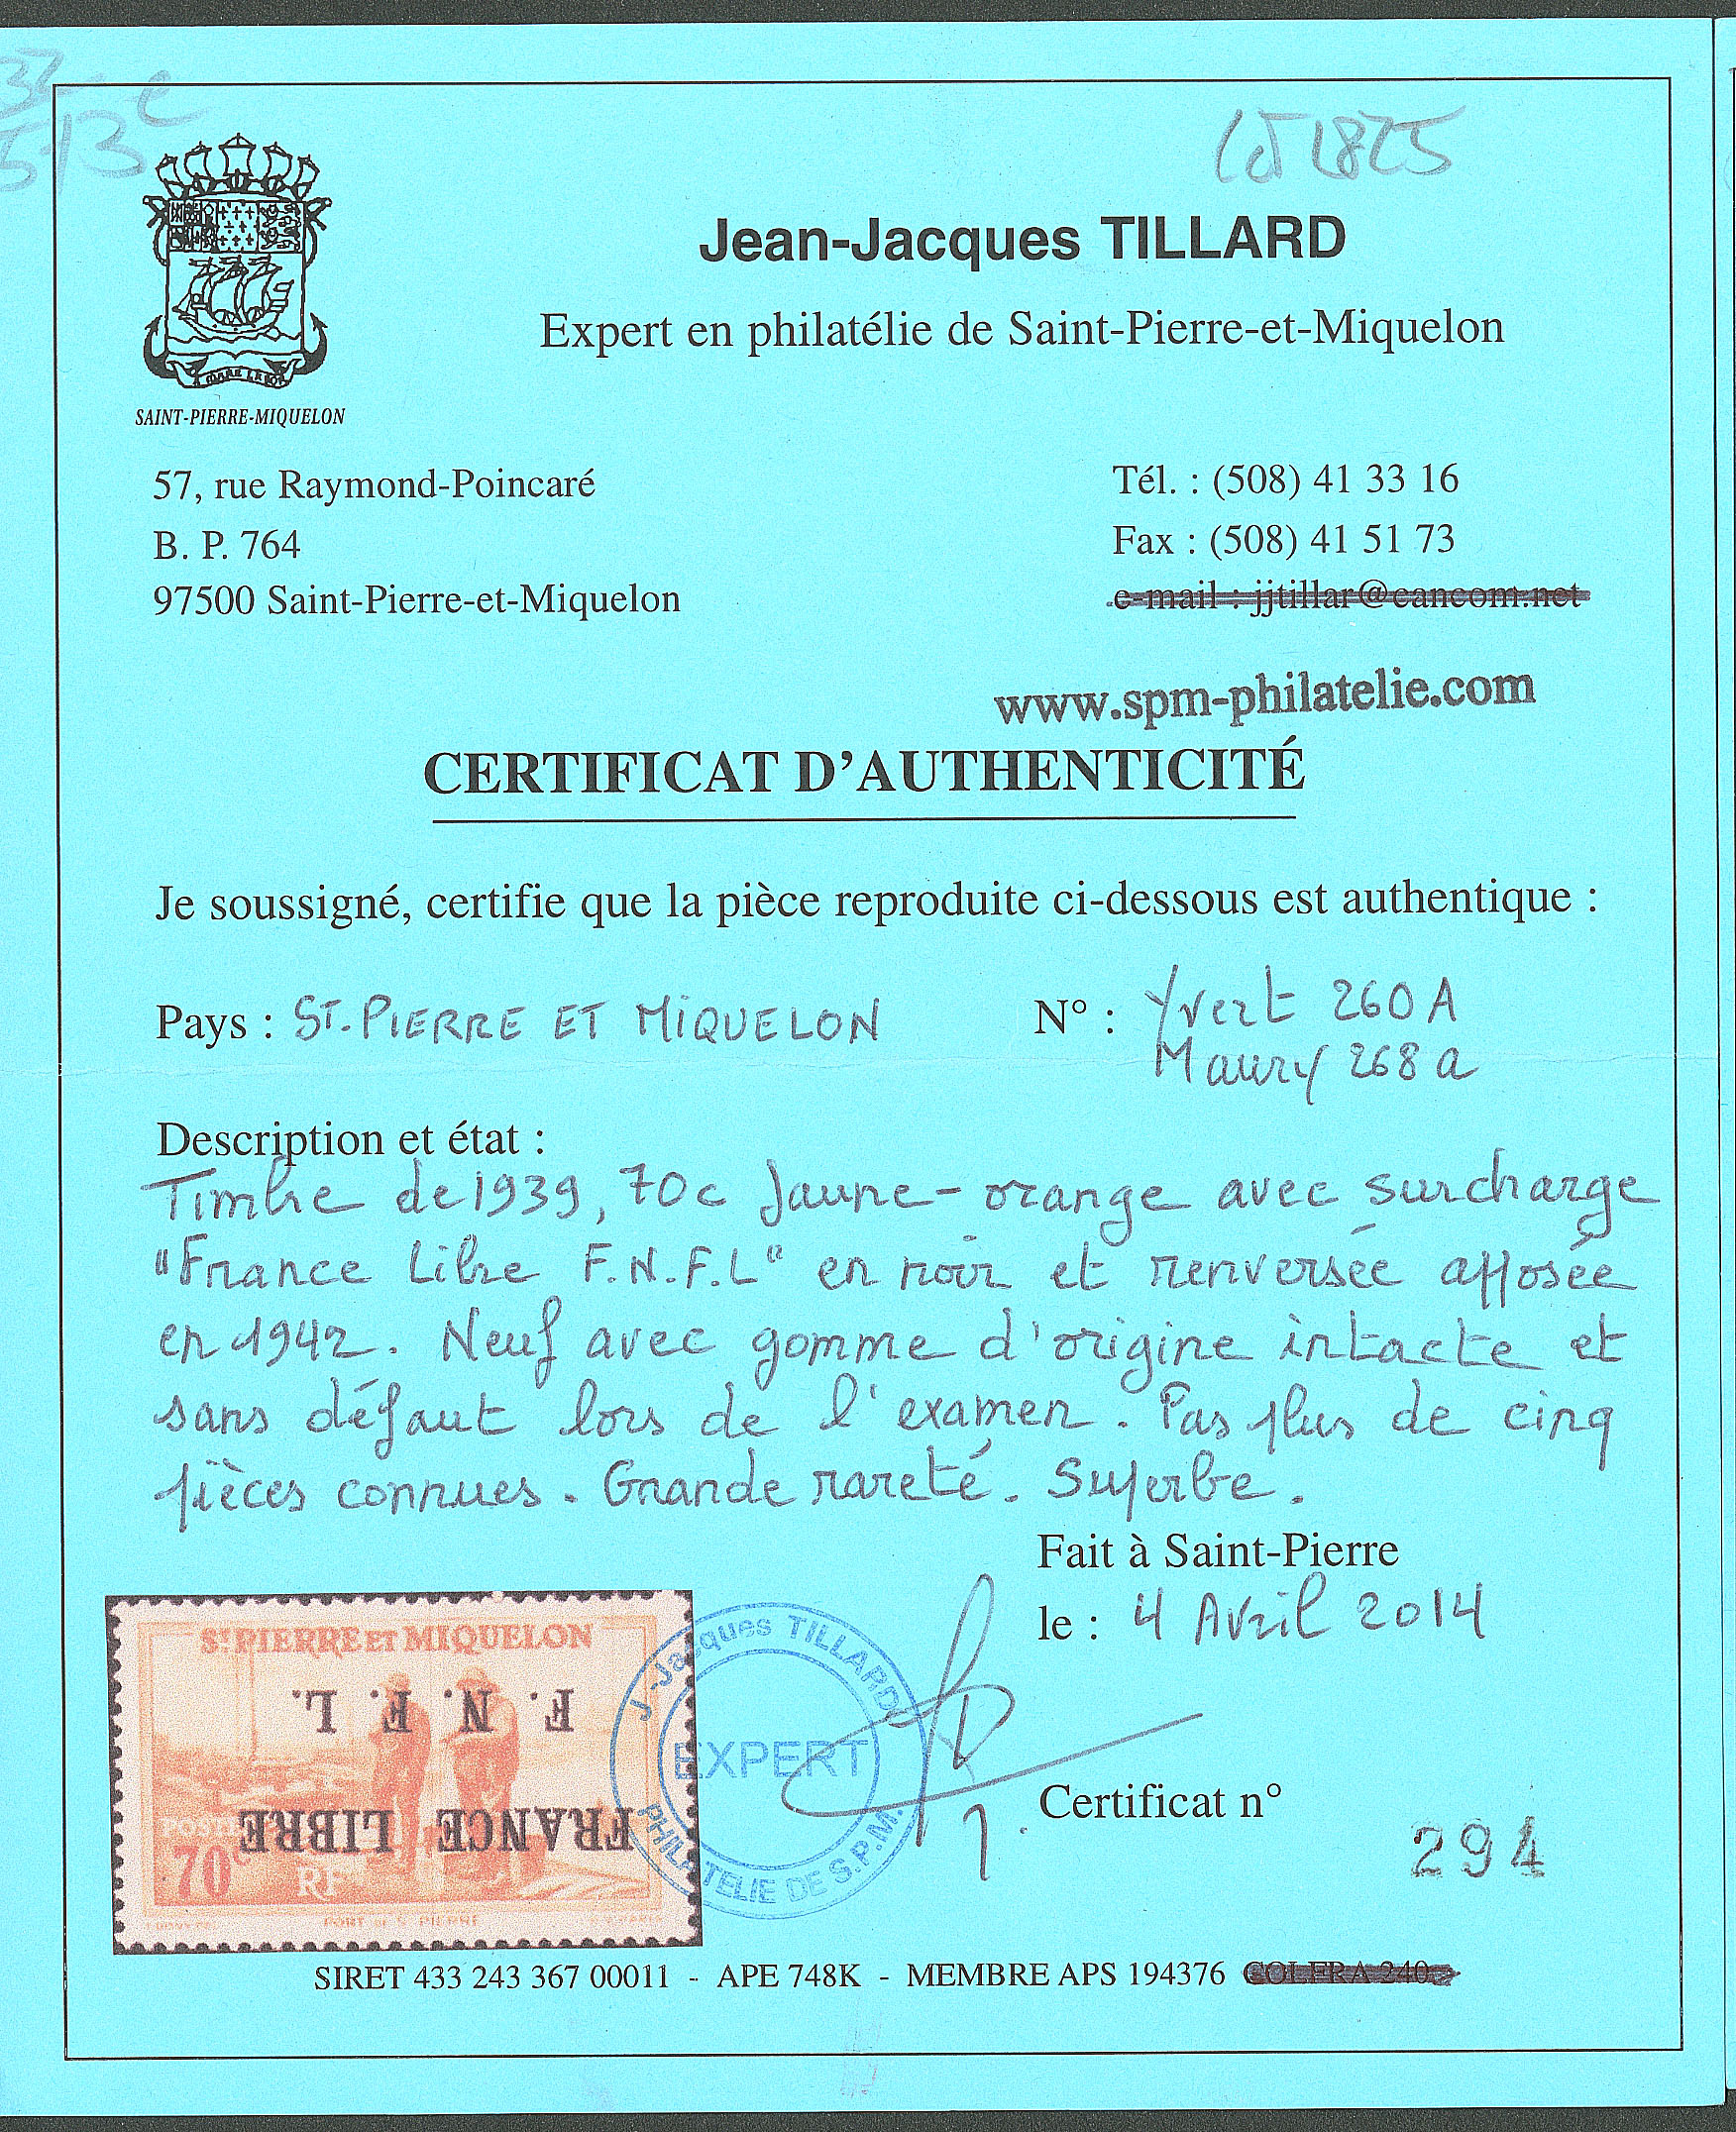 Jean-Jacques TILLARD
Expert en philatélie de Saint-Pierre-et-Miquelon
SAINT-PIERRE-MIQUELON
57, rue Raymond-Poincaré
B. P. 764
97500 Saint-Pierre-et-Miquelon
Tél. : (508) 41 33 16
Fax : (508) 41 51 73
e-mail : jjtillar@cancom.net
www.spm-philatelie.com
CERTIFICAT D'AUTHENTICITÉ
Je soussigné, certifie que la pièce reproduite ci-dessous est authentique :
Pays : ST. PIERRE ET MIQUELON N° : Yvert 260 A
Maury 268 a
Description et état :
Timbre de 1939, 70c jaune-orange avec surcharge
"France Libre F.N.F.L" en noir et renversée apposée
en 1942. Neuf avec gomme d'origine intacte et
sans défaut lors de l'examen. Pas plus de cinq
pièces connues. Grande rareté. Superbe.
Fait à Saint-Pierre
le : 4 Avril 2014
ST PIERRE ET MIQUELON
F. N. F. L.
FRANCE LIBRE
POSTES
70c
RF
PORT DE ST PIERRE
J-Jacques TILLARD
EXPERT
PHILATELIE DE S.P.M.
Certificat n°
294
SIRET 433 243 367 00011 - APE 748K - MEMBRE APS 194376 COLFRA 240